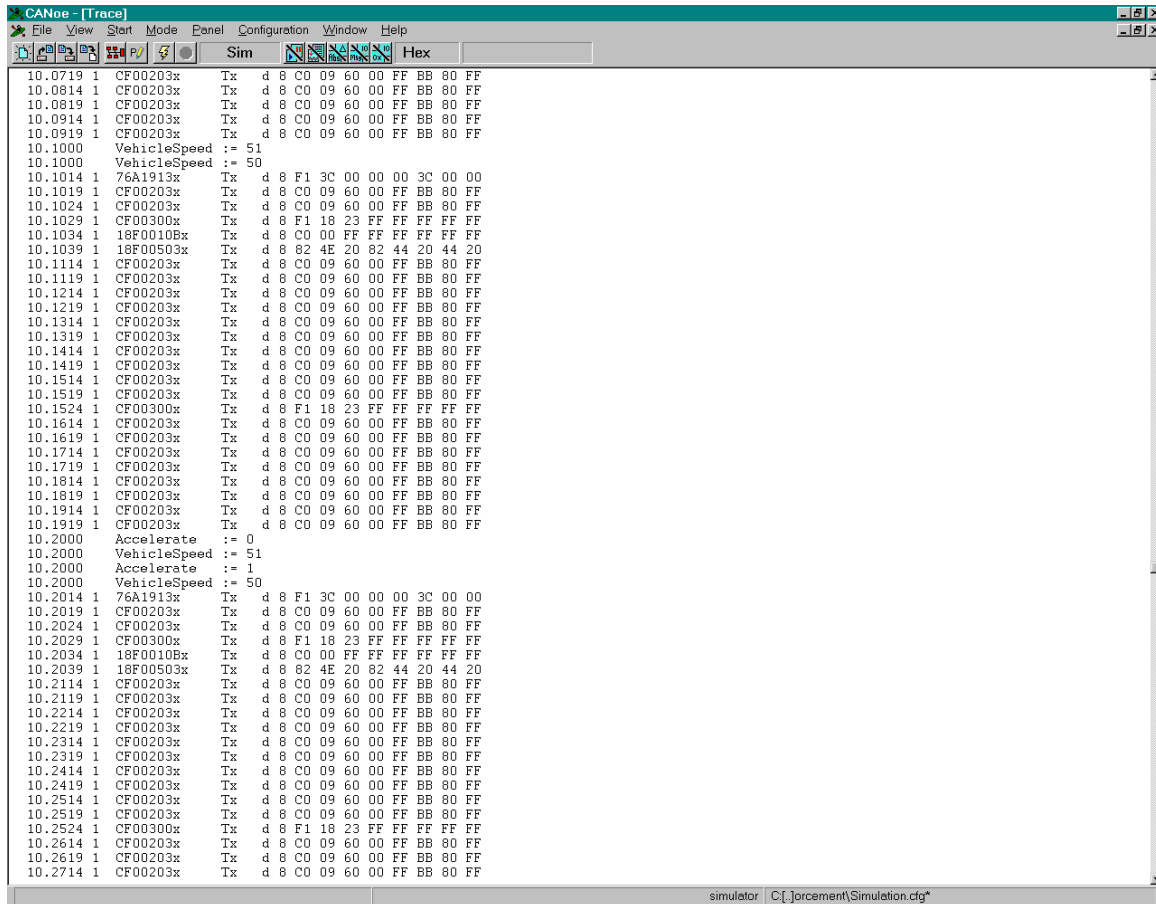 CANoe - [Trace]
File View Start Mode Panel Configuration Window Help
Sim Hex
10.0719 1 CF00203x Tx d 8 C0 09 60 00 FF BB 80 FF
10.0814 1 CF00203x Tx d 8 C0 09 60 00 FF BB 80 FF
10.0819 1 CF00203x Tx d 8 C0 09 60 00 FF BB 80 FF
10.0914 1 CF00203x Tx d 8 C0 09 60 00 FF BB 80 FF
10.0919 1 CF00203x Tx d 8 C0 09 60 00 FF BB 80 FF
10.1000 VehicleSpeed := 51
10.1000 VehicleSpeed := 50
10.1014 1 76A1913x Tx d 8 F1 3C 00 00 00 3C 00 00
10.1019 1 CF00203x Tx d 8 C0 09 60 00 FF BB 80 FF
10.1024 1 CF00203x Tx d 8 C0 09 60 00 FF BB 80 FF
10.1029 1 CF00300x Tx d 8 F1 18 23 FF FF FF FF FF
10.1034 1 18F0010Bx Tx d 8 C0 00 FF FF FF FF FF FF
10.1039 1 18F00503x Tx d 8 82 4E 20 82 44 20 44 20
10.1114 1 CF00203x Tx d 8 C0 09 60 00 FF BB 80 FF
10.1119 1 CF00203x Tx d 8 C0 09 60 00 FF BB 80 FF
10.1214 1 CF00203x Tx d 8 C0 09 60 00 FF BB 80 FF
10.1219 1 CF00203x Tx d 8 C0 09 60 00 FF BB 80 FF
10.1314 1 CF00203x Tx d 8 C0 09 60 00 FF BB 80 FF
10.1319 1 CF00203x Tx d 8 C0 09 60 00 FF BB 80 FF
10.1414 1 CF00203x Tx d 8 C0 09 60 00 FF BB 80 FF
10.1419 1 CF00203x Tx d 8 C0 09 60 00 FF BB 80 FF
10.1514 1 CF00203x Tx d 8 C0 09 60 00 FF BB 80 FF
10.1519 1 CF00203x Tx d 8 C0 09 60 00 FF BB 80 FF
10.1524 1 CF00300x Tx d 8 F1 18 23 FF FF FF FF FF
10.1614 1 CF00203x Tx d 8 C0 09 60 00 FF BB 80 FF
10.1619 1 CF00203x Tx d 8 C0 09 60 00 FF BB 80 FF
10.1714 1 CF00203x Tx d 8 C0 09 60 00 FF BB 80 FF
10.1719 1 CF00203x Tx d 8 C0 09 60 00 FF BB 80 FF
10.1814 1 CF00203x Tx d 8 C0 09 60 00 FF BB 80 FF
10.1819 1 CF00203x Tx d 8 C0 09 60 00 FF BB 80 FF
10.1914 1 CF00203x Tx d 8 C0 09 60 00 FF BB 80 FF
10.1919 1 CF00203x Tx d 8 C0 09 60 00 FF BB 80 FF
10.2000 Accelerate := 0
10.2000 VehicleSpeed := 51
10.2000 Accelerate := 1
10.2000 VehicleSpeed := 50
10.2014 1 76A1913x Tx d 8 F1 3C 00 00 00 3C 00 00
10.2019 1 CF00203x Tx d 8 C0 09 60 00 FF BB 80 FF
10.2024 1 CF00203x Tx d 8 C0 09 60 00 FF BB 80 FF
10.2029 1 CF00300x Tx d 8 F1 18 23 FF FF FF FF FF
10.2034 1 18F0010Bx Tx d 8 C0 00 FF FF FF FF FF FF
10.2039 1 18F00503x Tx d 8 82 4E 20 82 44 20 44 20
10.2114 1 CF00203x Tx d 8 C0 09 60 00 FF BB 80 FF
10.2119 1 CF00203x Tx d 8 C0 09 60 00 FF BB 80 FF
10.2214 1 CF00203x Tx d 8 C0 09 60 00 FF BB 80 FF
10.2219 1 CF00203x Tx d 8 C0 09 60 00 FF BB 80 FF
10.2314 1 CF00203x Tx d 8 C0 09 60 00 FF BB 80 FF
10.2319 1 CF00203x Tx d 8 C0 09 60 00 FF BB 80 FF
10.2414 1 CF00203x Tx d 8 C0 09 60 00 FF BB 80 FF
10.2419 1 CF00203x Tx d 8 C0 09 60 00 FF BB 80 FF
10.2514 1 CF00203x Tx d 8 C0 09 60 00 FF BB 80 FF
10.2519 1 CF00203x Tx d 8 C0 09 60 00 FF BB 80 FF
10.2524 1 CF00300x Tx d 8 F1 18 23 FF FF FF FF FF
10.2614 1 CF00203x Tx d 8 C0 09 60 00 FF BB 80 FF
10.2619 1 CF00203x Tx d 8 C0 09 60 00 FF BB 80 FF
10.2714 1 CF00203x Tx d 8 C0 09 60 00 FF BB 80 FF
simulator C:[..]orcement\Simulation.cfg*